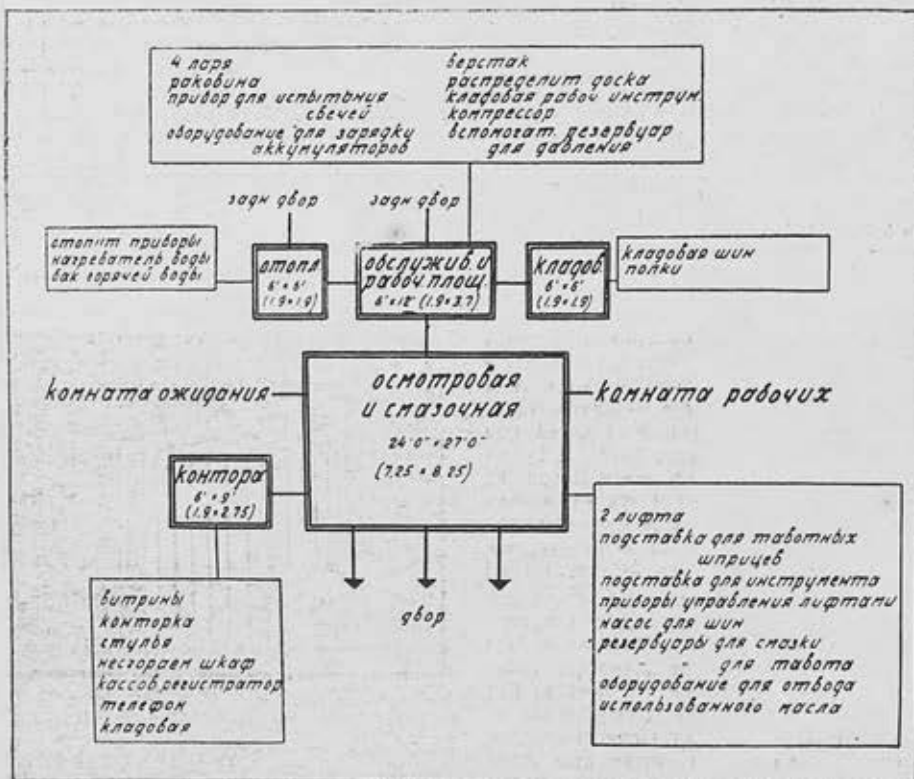 4 ларя
раковина
прибор для испытания
свечей
оборудование для зарядку
аккумуляторов
верстак
распределит. доска
кладовая рабоч инструм.
компрессор
вспомогат. резервуар
для давления
задн двор
задн двор
отопит приборы
нагреватель воды
бак горячей воды
отопл.
6' × 6'
(1.9 × 1.9)
обслужив. и
рабоч. площ.
6' × 12' (1.9 × 3.7)
кладов.
6' × 6'
(1.9 × 1.9)
кладовая шин
полки
комната ожидания
осмотровая
и смазочная
24'0" × 27'0"
(7.25 × 8.25)
комната рабочих
контора
6' × 9'
(1.9 × 2.75)
двор
витрины
конторка
стулья
несгораем шкаф
кассов. регистратор
телефон
кладовая
2 лифта
подставка для тавотных
шприцев
подставка для инструмента
приборы управления лифтами
насос для шин
резервуары для смазки
" " для тавота
оборудование для отвода
использованного масла